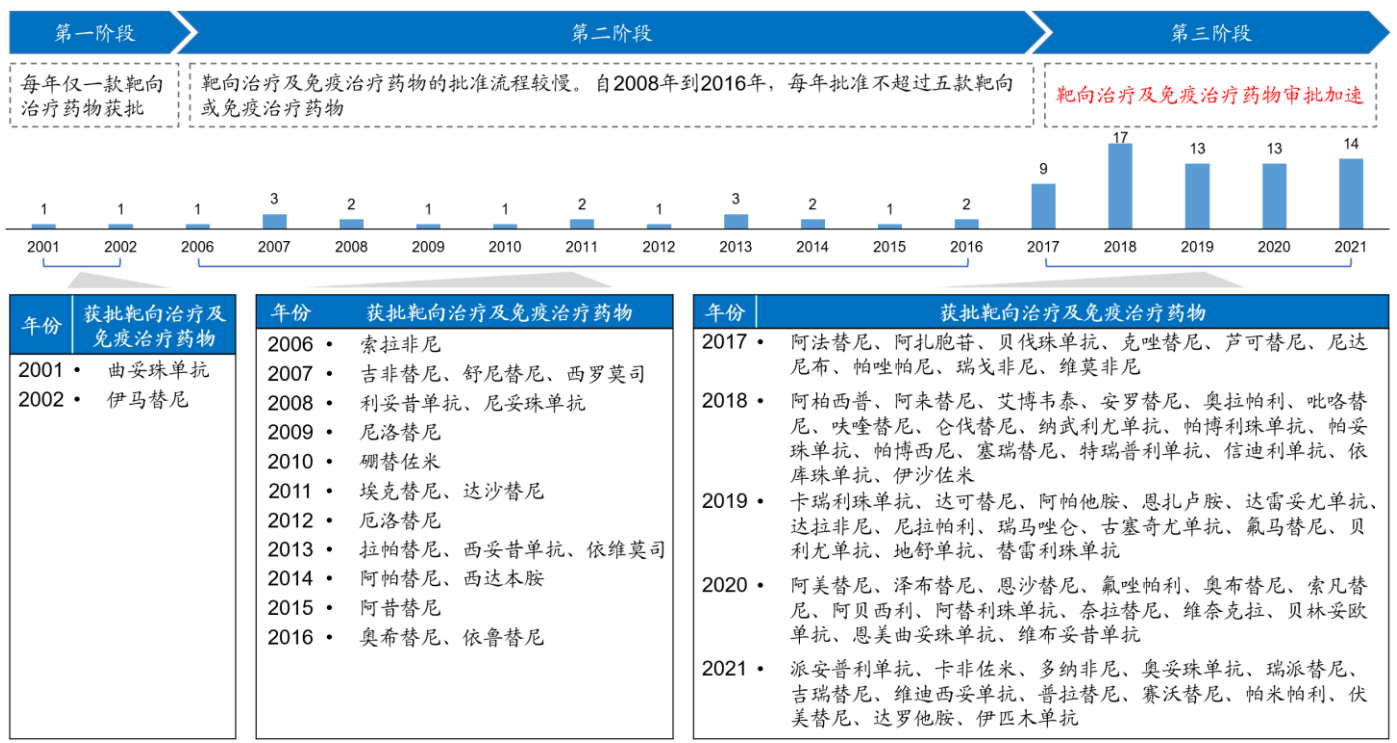 第一阶段
第二阶段
第三阶段
每年仅一款靶向
治疗药物获批
靶向治疗及免疫治疗药物的批准流程较慢。自2008年到2016年，每年批准不超过五款靶向
或免疫治疗药物
靶向治疗及免疫治疗药物审批加速
1 1 1 3 2 1 1 2 1 3 2 1 2 9 17 13 13 14
2001 2002 2006 2007 2008 2009 2010 2011 2012 2013 2014 2015 2016 2017 2018 2019 2020 2021
年份
获批靶向治疗及
免疫治疗药物
2001 • 曲妥珠单抗
2002 • 伊马替尼
年份 获批靶向治疗及免疫治疗药物
2006 • 索拉非尼
2007 • 吉非替尼、舒尼替尼、西罗莫司
2008 • 利妥昔单抗、尼妥珠单抗
2009 • 尼洛替尼
2010 • 硼替佐米
2011 • 埃克替尼、达沙替尼
2012 • 厄洛替尼
2013 • 拉帕替尼、西妥昔单抗、依维莫司
2014 • 阿帕替尼、西达本胺
2015 • 阿昔替尼
2016 • 奥希替尼、依鲁替尼
年份 获批靶向治疗及免疫治疗药物
2017 • 阿法替尼、阿扎胞苷、贝伐珠单抗、克唑替尼、芦可替尼、尼达
尼布、帕唑帕尼、瑞戈非尼、维莫非尼
2018 • 阿柏西普、阿来替尼、艾博韦泰、安罗替尼、奥拉帕利、吡咯替
尼、呋喹替尼、仑伐替尼、纳武利尤单抗、帕博利珠单抗、帕妥
珠单抗、帕博西尼、塞瑞替尼、特瑞普利单抗、信迪利单抗、依
库珠单抗、伊沙佐米
2019 • 卡瑞利珠单抗、达可替尼、阿帕他胺、恩扎卢胺、达雷妥尤单抗、
达拉非尼、尼拉帕利、瑞马唑仑、古塞奇尤单抗、氟马替尼、贝
利尤单抗、地舒单抗、替雷利珠单抗
2020 • 阿美替尼、泽布替尼、恩沙替尼、氟唑帕利、奥布替尼、索凡替
尼、阿贝西利、阿替利珠单抗、奈拉替尼、维奈克拉、贝林妥欧
单抗、恩美曲妥珠单抗、维布妥昔单抗
2021 • 派安普利单抗、卡非佐米、多纳非尼、奥妥珠单抗、瑞派替尼、
吉瑞替尼、维迪西妥单抗、普拉替尼、赛沃替尼、帕米帕利、伏
美替尼、达罗他胺、伊匹木单抗